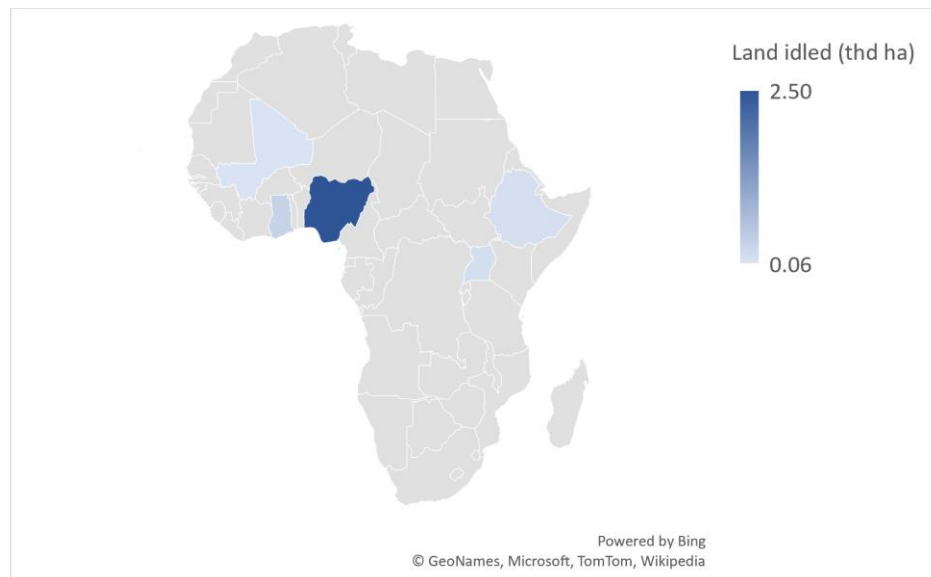 Land idled (thd ha)
2.50
0.06
Powered by Bing
© GeoNames, Microsoft, TomTom, Wikipedia